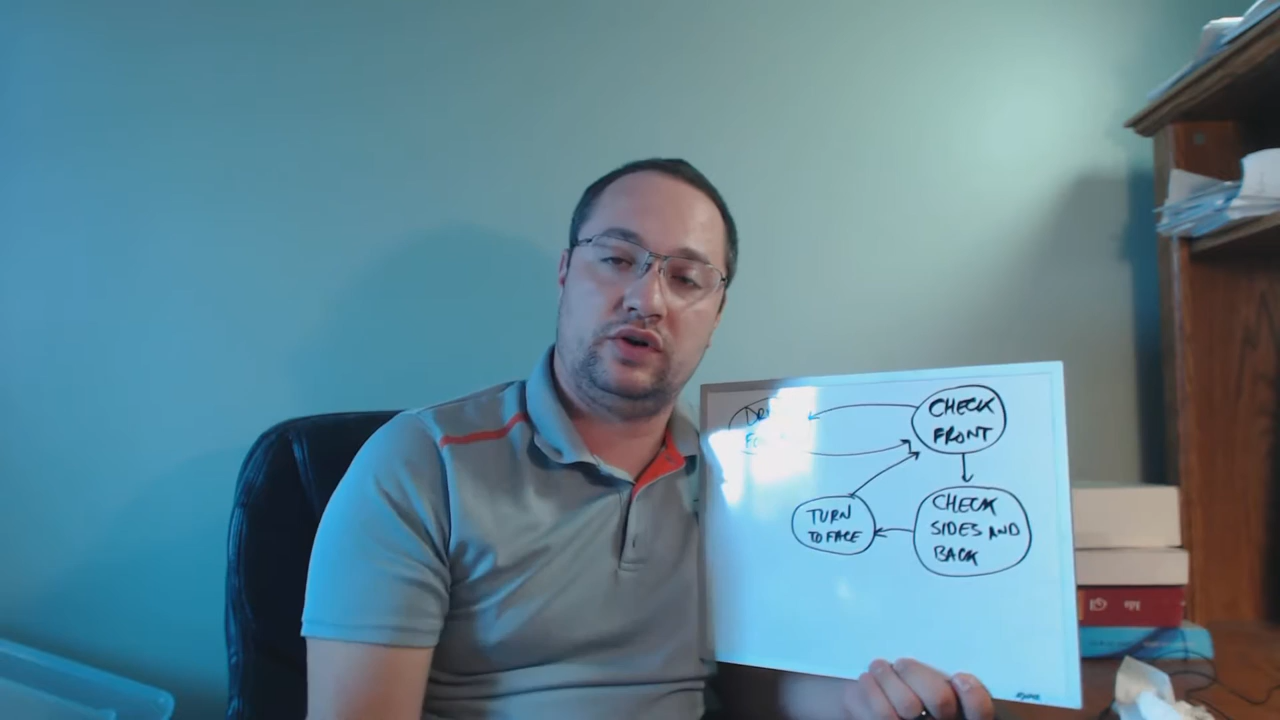 CHECK
FRONT
TURN
TO FACE
CHECK
SIDES AND
BACK